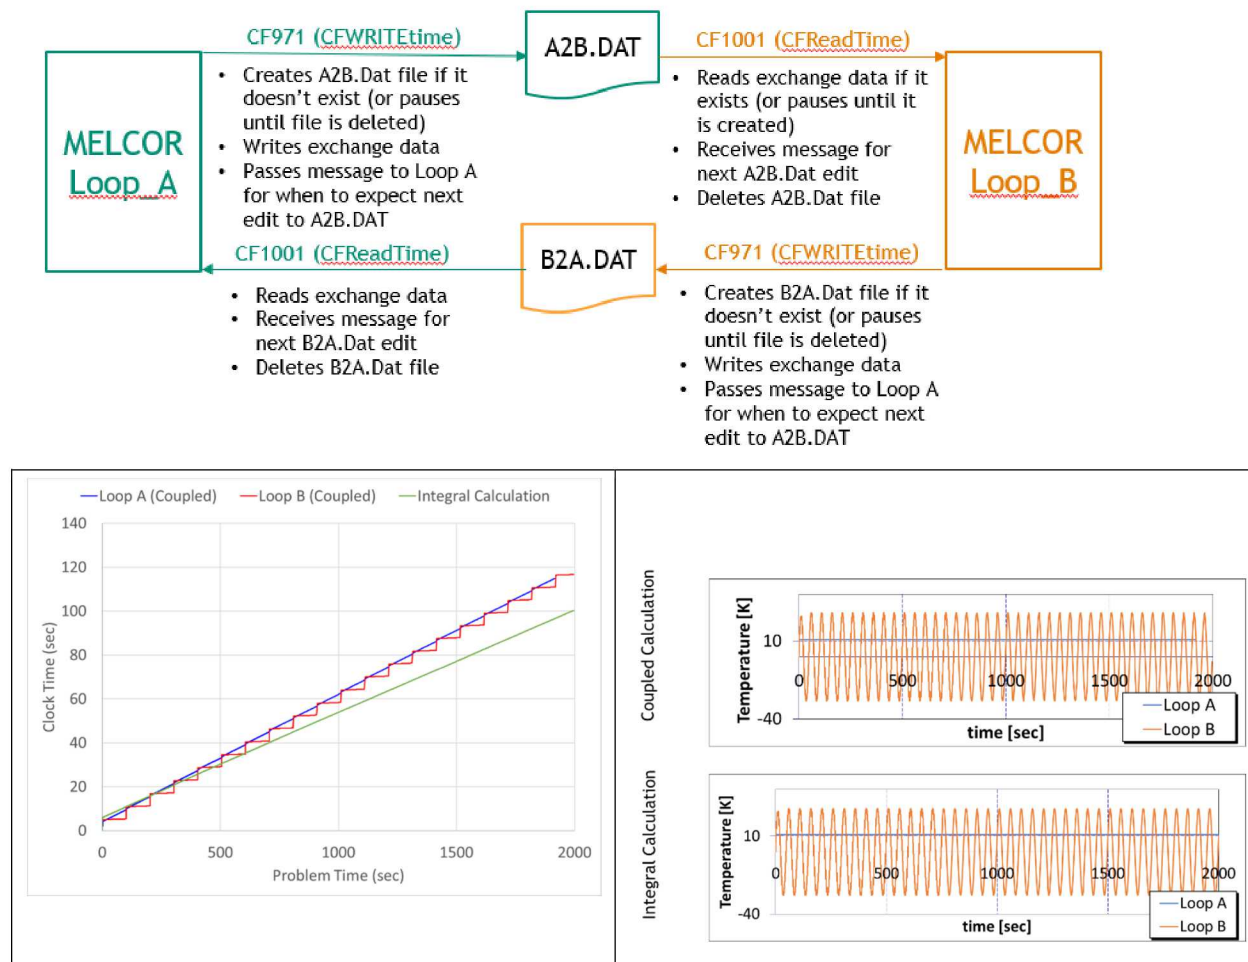 CF971 (CFWRITEtime)
• Creates A2B.Dat file if it
doesn't exist (or pauses
until file is deleted)
• Writes exchange data
• Passes message to Loop A
for when to expect next
edit to A2B.DAT
A2B.DAT
CF1001 (CFReadTime)
• Reads exchange data if it
exists (or pauses until it
is created)
• Receives message for
next A2B.Dat edit
• Deletes A2B.Dat file
MELCOR
Loop_A
MELCOR
Loop_B
CF1001 (CFReadTime)
• Reads exchange data
• Receives message for
next B2A.Dat edit
• Deletes B2A.Dat file
B2A.DAT
CF971 (CFWRITEtime)
• Creates B2A.Dat file if it
doesn't exist (or pauses
until file is deleted)
• Writes exchange data
• Passes message to Loop A
for when to expect next
edit to A2B.DAT
Loop A (Coupled) Loop B (Coupled) Integral Calculation
140
120
100
80
60
40
20
0
Clock Time (sec)
0 500 1000 1500 2000
Problem Time (sec)
Coupled Calculation
Temperature [K]
10
-40
0 500 1000 1500 2000
time [sec]
Loop A
Loop B
Integral Calculation
Temperature [K]
10
-40
0 500 1000 1500 2000
time [sec]
Loop A
Loop B